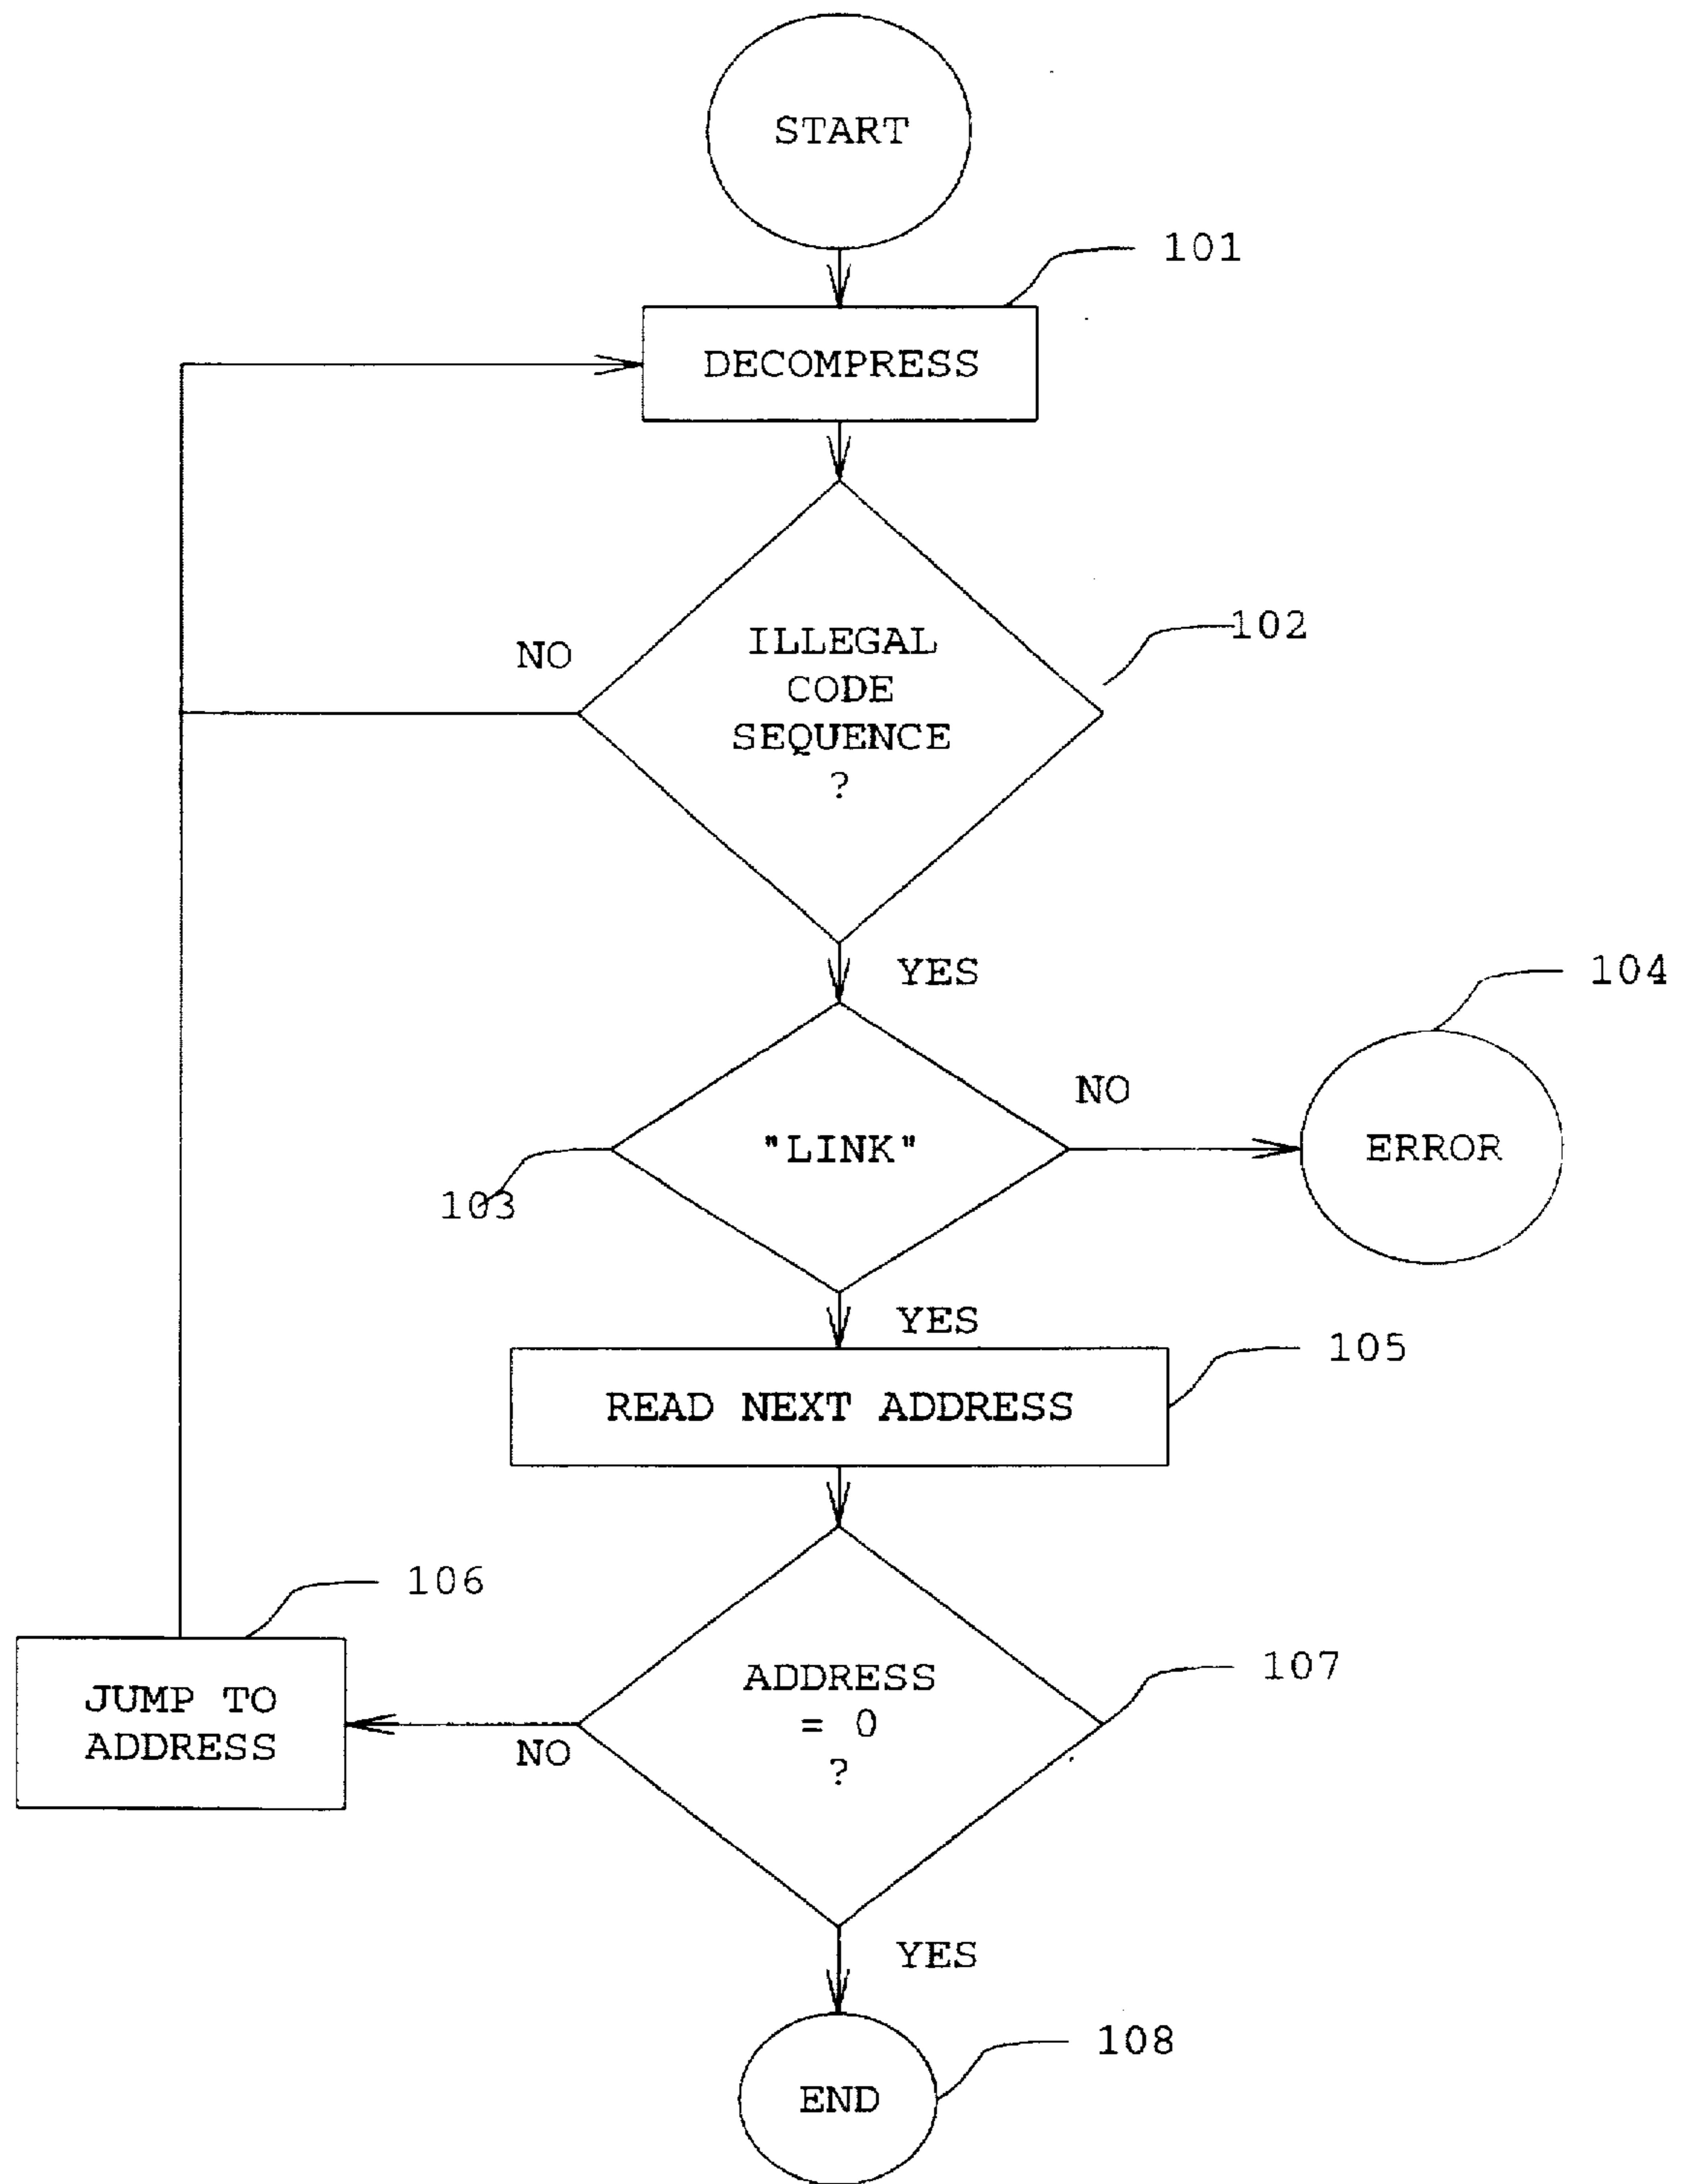 START
101
DECOMPRESS
102
NO
ILLEGAL
CODE
SEQUENCE
?
YES
104
NO
"LINK"
ERROR
103
YES
105
READ NEXT ADDRESS
106
107
ADDRESS
= 0
?
JUMP TO
ADDRESS
NO
YES
108
END